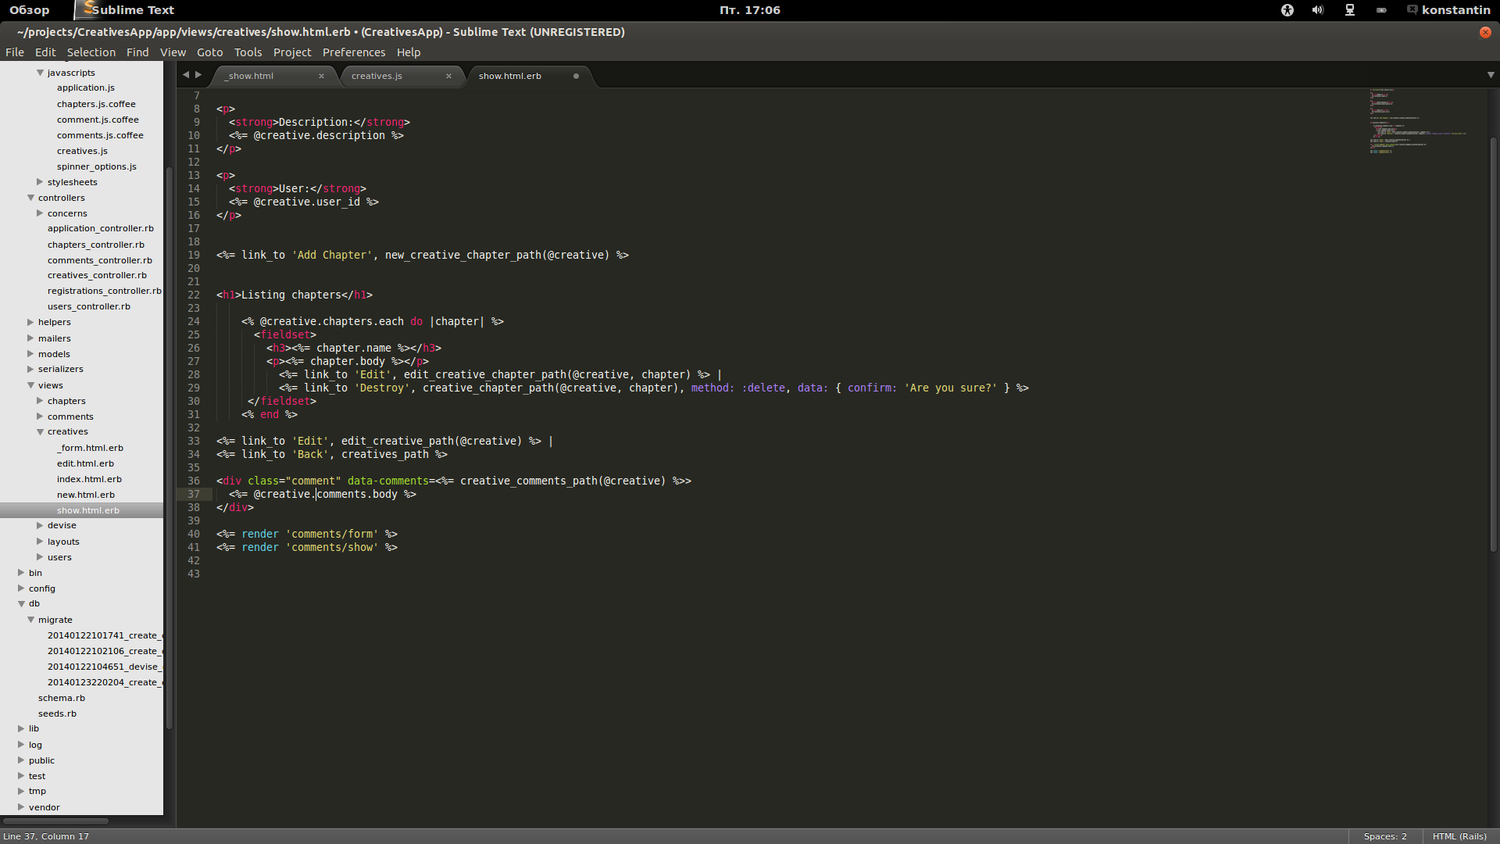 Обзор
Sublime Text
Пт. 17:06
konstantin
~/projects/CreativesApp/app/views/creatives/show.html.erb • (CreativesApp) - Sublime Text (UNREGISTERED)
File Edit Selection Find View Goto Tools Project Preferences Help
javascripts
application.js
chapters.js.coffee
comment.js.coffee
comments.js.coffee
creatives.js
spinner_options.js
stylesheets
controllers
concerns
application_controller.rb
chapters_controller.rb
comments_controller.rb
creatives_controller.rb
registrations_controller.rb
users_controller.rb
helpers
mailers
models
serializers
views
chapters
comments
creatives
_form.html.erb
edit.html.erb
index.html.erb
new.html.erb
show.html.erb
devise
layouts
users
bin
config
db
migrate
20140122101741_create_
20140122102106_create_
20140122104651_devise_
20140123220204_create_
schema.rb
seeds.rb
lib
log
public
test
tmp
vendor
_show.html × creatives.js × show.html.erb
7
8 <p>
9 <strong>Description:</strong>
10 <%= @creative.description %>
11 </p>
12
13 <p>
14 <strong>User:</strong>
15 <%= @creative.user_id %>
16 </p>
17
18
19 <%= link_to 'Add Chapter', new_creative_chapter_path(@creative) %>
20
21
22 <h1>Listing chapters</h1>
23
24 <% @creative.chapters.each do |chapter| %>
25 <fieldset>
26 <h3><%= chapter.name %></h3>
27 <p><%= chapter.body %></p>
28 <%= link_to 'Edit', edit_creative_chapter_path(@creative, chapter) %> |
29 <%= link_to 'Destroy', creative_chapter_path(@creative, chapter), method: :delete, data: { confirm: 'Are you sure?' } %>
30 </fieldset>
31 <% end %>
32
33 <%= link_to 'Edit', edit_creative_path(@creative) %> |
34 <%= link_to 'Back', creatives_path %>
35
36 <div class="comment" data-comments=<%= creative_comments_path(@creative) %>>
37 <%= @creative.comments.body %>
38 </div>
39
40 <%= render 'comments/form' %>
41 <%= render 'comments/show' %>
42
43
Line 37, Column 17
Spaces: 2
HTML (Rails)